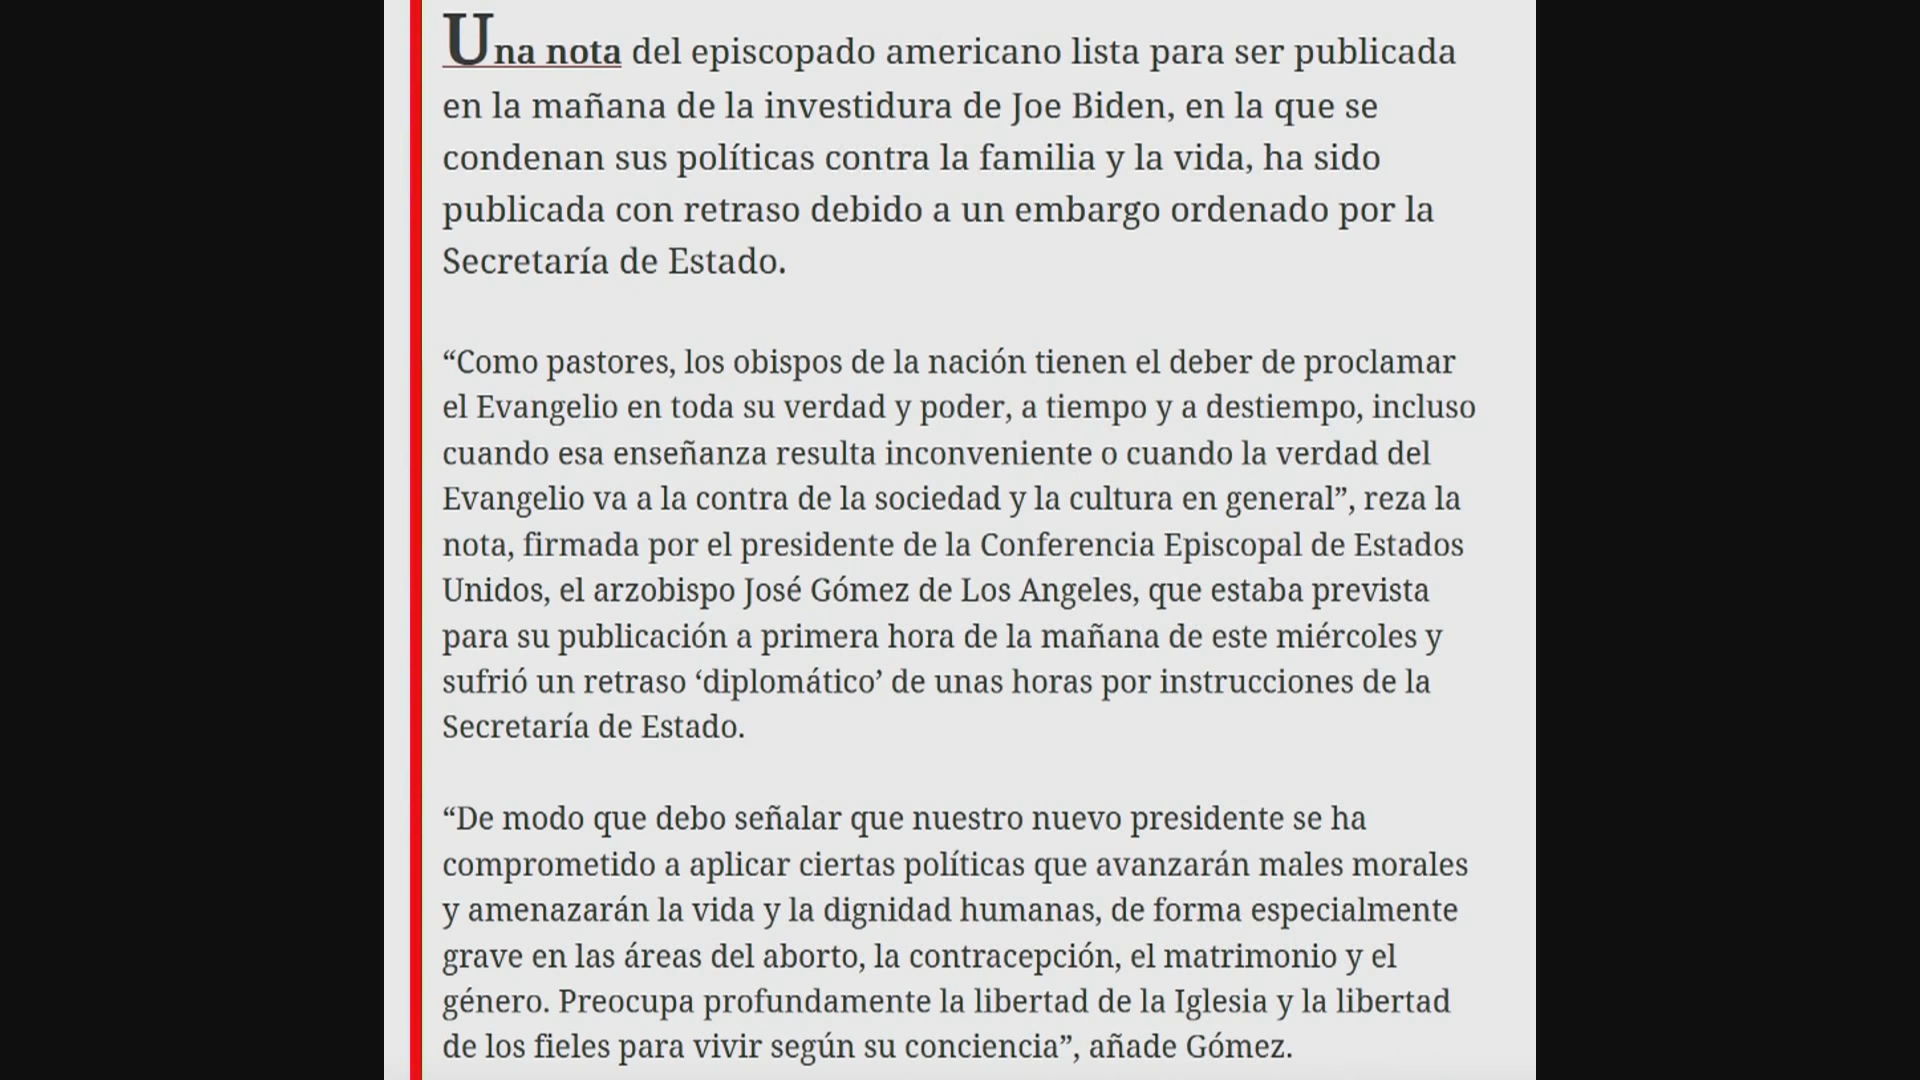 Una nota del episcopado americano lista para ser publicada
en la mañana de la investidura de Joe Biden, en la que se
condenan sus políticas contra la familia y la vida, ha sido
publicada con retraso debido a un embargo ordenado por la
Secretaría de Estado.
“Como pastores, los obispos de la nación tienen el deber de proclamar
el Evangelio en toda su verdad y poder, a tiempo y a destiempo, incluso
cuando esa enseñanza resulta inconveniente o cuando la verdad del
Evangelio va a la contra de la sociedad y la cultura en general”, reza la
nota, firmada por el presidente de la Conferencia Episcopal de Estados
Unidos, el arzobispo José Gómez de Los Angeles, que estaba prevista
para su publicación a primera hora de la mañana de este miércoles y
sufrió un retraso ‘diplomático’ de unas horas por instrucciones de la
Secretaría de Estado.
“De modo que debo señalar que nuestro nuevo presidente se ha
comprometido a aplicar ciertas políticas que avanzarán males morales
y amenazarán la vida y la dignidad humanas, de forma especialmente
grave en las áreas del aborto, la contracepción, el matrimonio y el
género. Preocupa profundamente la libertad de la Iglesia y la libertad
de los fieles para vivir según su conciencia”, añade Gómez.